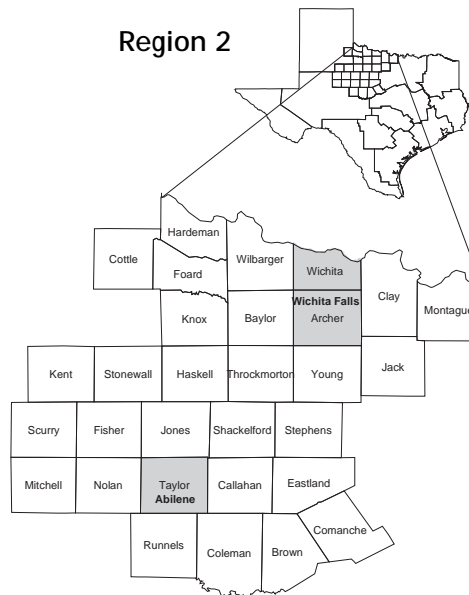 Region 2
Hardeman
Cottle
Wilbarger
Wichita
Foard
Clay
Wichita Falls
Montague
Knox
Baylor
Archer
Kent
Stonewall
Haskell
Throckmorton
Young
Jack
Scurry
Fisher
Jones
Shackelford
Stephens
Mitchell
Nolan
Taylor
Abilene
Callahan
Eastland
Runnels
Coleman
Brown
Comanche